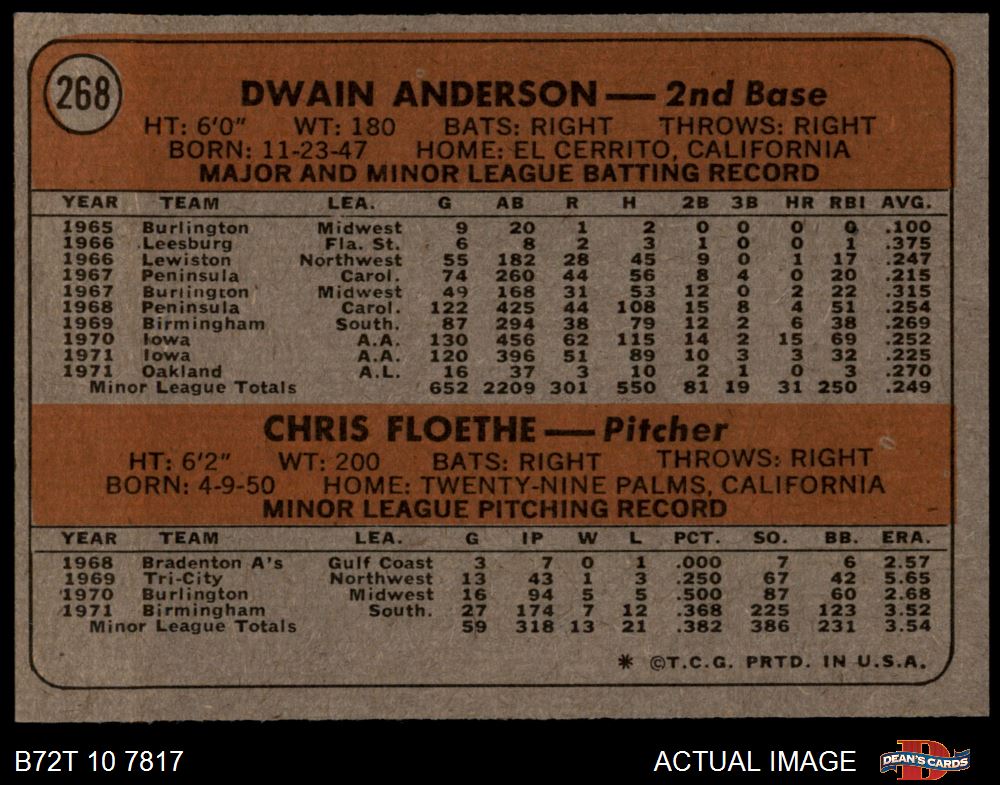 268
DWAIN ANDERSON — 2nd Base
HT: 6'0" WT: 180 BATS: RIGHT THROWS: RIGHT
BORN: 11-23-47 HOME: EL CERRITO, CALIFORNIA
MAJOR AND MINOR LEAGUE BATTING RECORD
YEAR TEAM LEA. G AB R H 2B 3B HR RBI AVG.
1965 Burlington Midwest 9 20 1 2 0 0 0 0 .100
1966 Leesburg Fla. St. 6 8 2 3 1 0 0 1 .375
1966 Lewiston Northwest 55 182 28 45 9 0 1 17 .247
1967 Peninsula Carol. 74 260 44 56 8 4 0 20 .215
1967 Burlington Midwest 49 168 31 53 12 0 2 22 .315
1968 Peninsula Carol. 122 425 44 108 15 8 4 51 .254
1969 Birmingham South. 87 294 38 79 12 2 6 38 .269
1970 Iowa A.A. 130 456 62 115 14 2 15 69 .252
1971 Iowa A.A. 120 396 51 89 10 3 3 32 .225
1971 Oakland A.L. 16 37 3 10 2 1 0 3 .270
Minor League Totals 652 2209 301 550 81 19 31 250 .249
CHRIS FLOETHE — Pitcher
HT: 6'2" WT: 200 BATS: RIGHT THROWS: RIGHT
BORN: 4-9-50 HOME: TWENTY-NINE PALMS, CALIFORNIA
MINOR LEAGUE PITCHING RECORD
YEAR TEAM LEA. G IP W L PCT. SO. BB. ERA.
1968 Bradenton A's Gulf Coast 3 7 0 1 .000 7 6 2.57
1969 Tri-City Northwest 13 43 1 3 .250 67 42 5.65
1970 Burlington Midwest 16 94 5 5 .500 87 60 2.68
1971 Birmingham South. 27 174 7 12 .368 225 123 3.52
Minor League Totals 59 318 13 21 .382 386 231 3.54
* ©T.C.G. PRTD. IN U.S.A.
B72T 10 7817 ACTUAL IMAGE DEAN'S CARDS